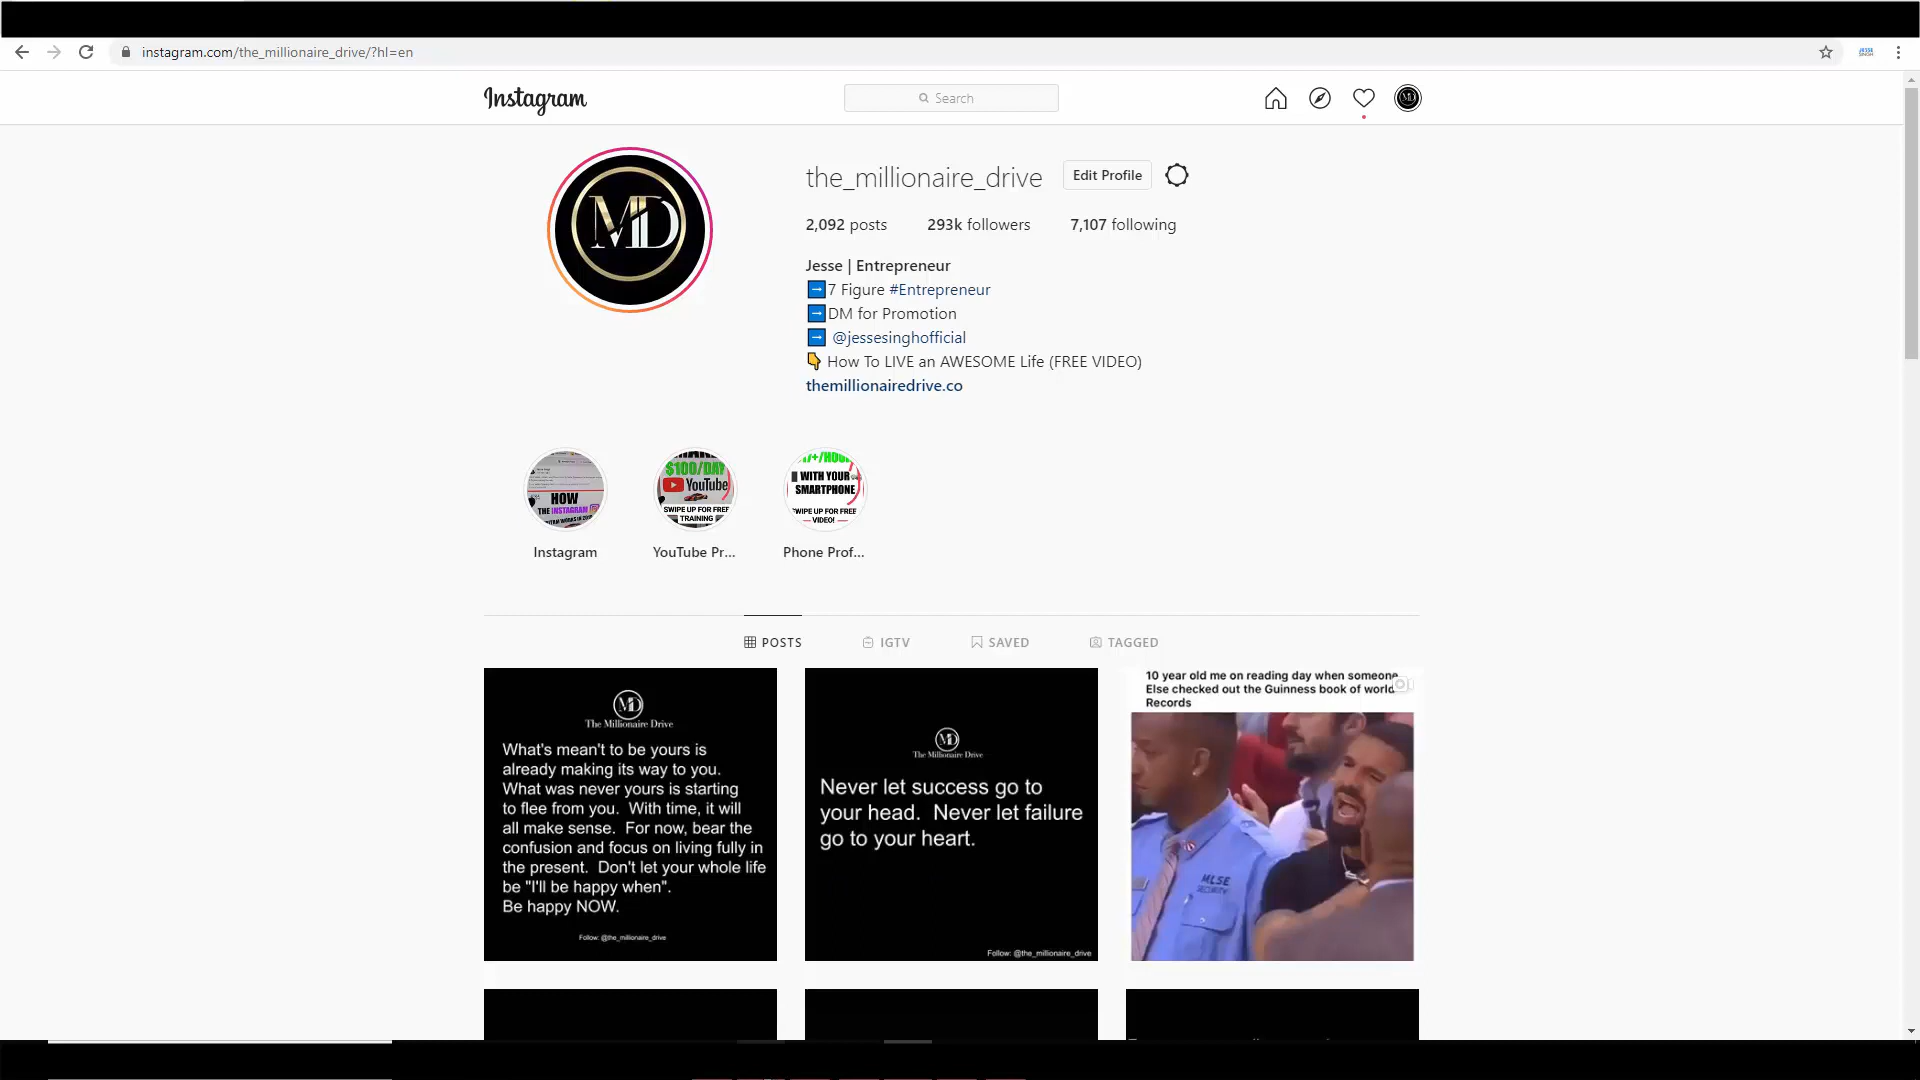 instagram.com/the_millionaire_drive/?hl=en
JESSE
SINGH
Instagram
Search
MD
the_millionaire_drive
Edit Profile
2,092 posts 293k followers 7,107 following
MD
Jesse | Entrepreneur
➡️7 Figure #Entrepreneur
➡️DM for Promotion
➡️ @jessesinghofficial
👇 How To LIVE an AWESOME Life (FREE VIDEO)
themillionairedrive.co
HOW
THE INSTAGRAM
$100/DAY
YouTube
SWIPE UP FOR FREE
TRAINING
/+/HOUR
WITH YOUR
SMARTPHONE
SWIPE UP FOR FREE
VIDEO!
Instagram YouTube Pr... Phone Prof...
POSTS IGTV SAVED TAGGED
MD
The Millionaire Drive
What's mean't to be yours is
already making its way to you.
What was never yours is starting
to flee from you. With time, it will
all make sense. For now, bear the
confusion and focus on living fully in
the present. Don't let your whole life
be "I'll be happy when".
Be happy NOW.
Follow: @the_millionaire_drive
MD
The Millionaire Drive
Never let success go to
your head. Never let failure
go to your heart.
Follow: @the_millionaire_drive
10 year old me on reading day when someone
Else checked out the Guinness book of world
Records
MLSE
SECURITY